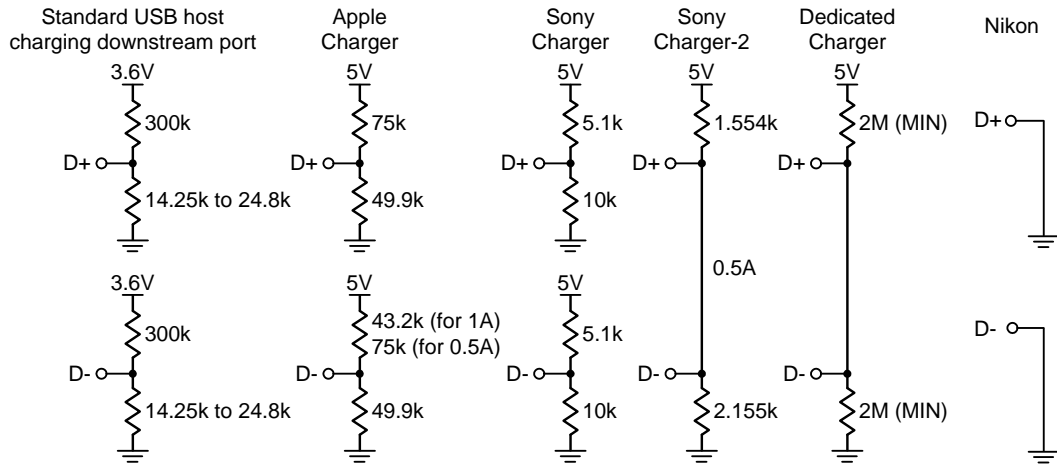 Standard USB host
charging downstream port
3.6V
300k
D+
14.25k to 24.8k
3.6V
300k
D-
14.25k to 24.8k
Apple
Charger
5V
75k
D+
49.9k
5V
43.2k (for 1A)
75k (for 0.5A)
D-
49.9k
Sony
Charger
5V
5.1k
D+
10k
5V
5.1k
D-
10k
Sony
Charger-2
5V
1.554k
D+
0.5A
D-
2.155k
Dedicated
Charger
5V
2M (MIN)
D+
D-
2M (MIN)
Nikon
D+
D-